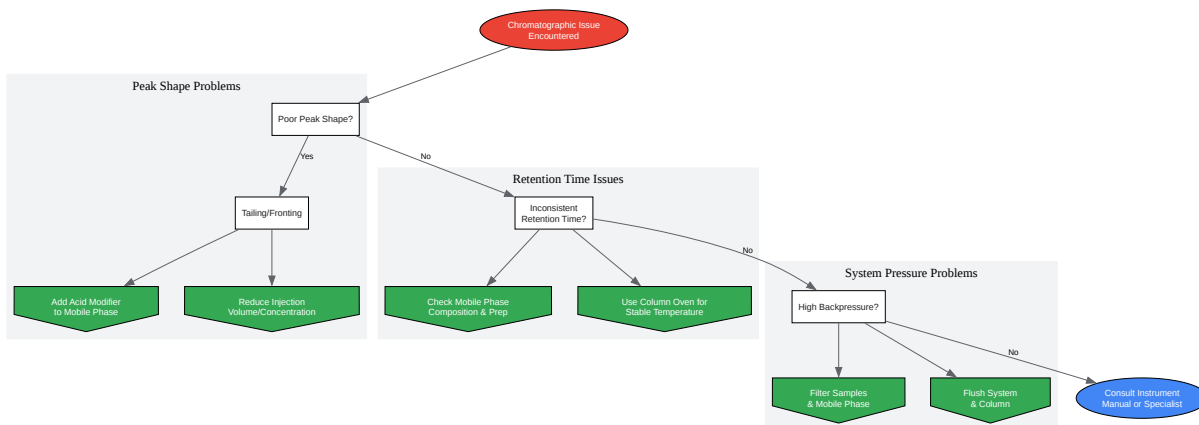 Chromatographic Issue
Encountered
Peak Shape Problems
Poor Peak Shape?
Yes
No
Tailing/Fronting
Add Acid Modifier
to Mobile Phase
Reduce Injection
Volume/Concentration
Retention Time Issues
Inconsistent
Retention Time?
No
Check Mobile Phase
Composition & Prep
Use Column Oven for
Stable Temperature
System Pressure Problems
High Backpressure?
No
Filter Samples
& Mobile Phase
Flush System
& Column
Consult Instrument
Manual or Specialist